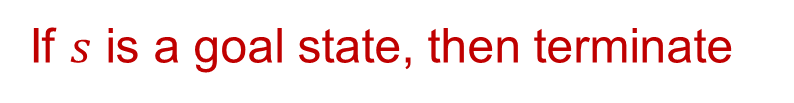 If s is a goal state, then terminate